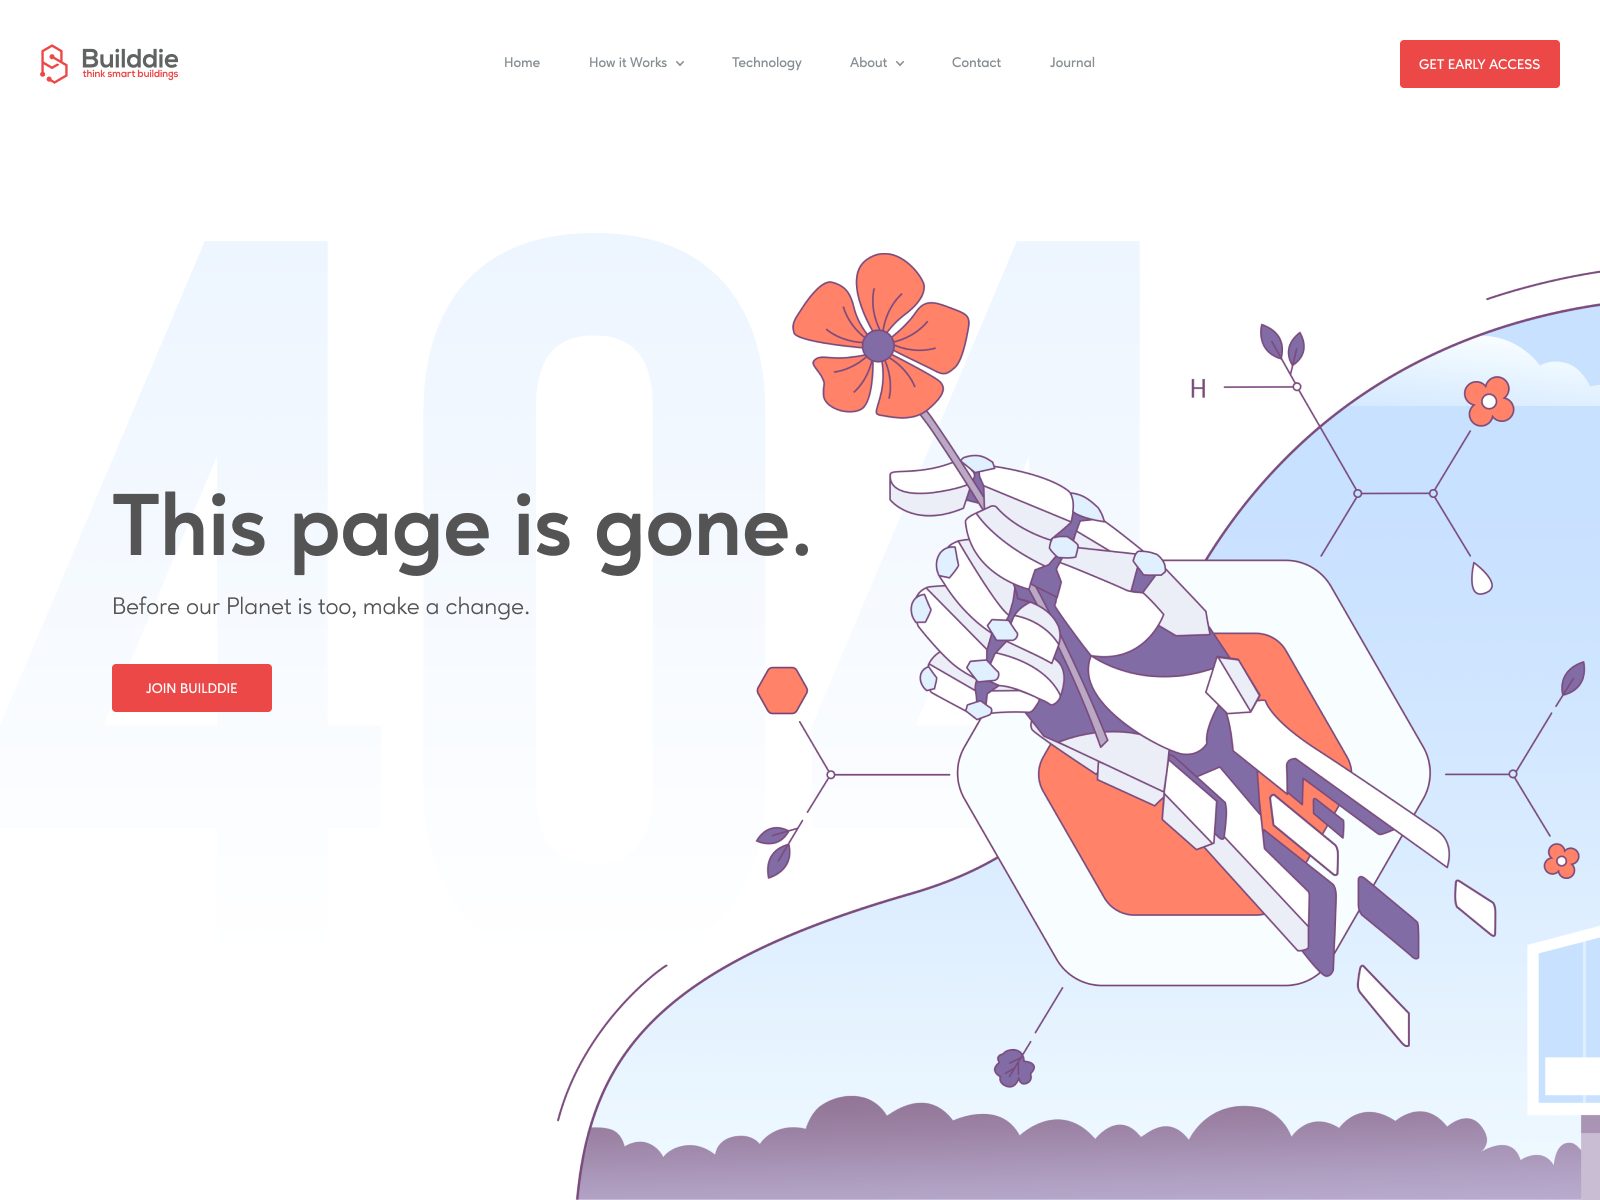 Builddie
think smart buildings
Home
How it Works
Technology
About
Contact
Journal
GET EARLY ACCESS
404
This page is gone.
Before our Planet is too, make a change.
JOIN BUILDDIE
H